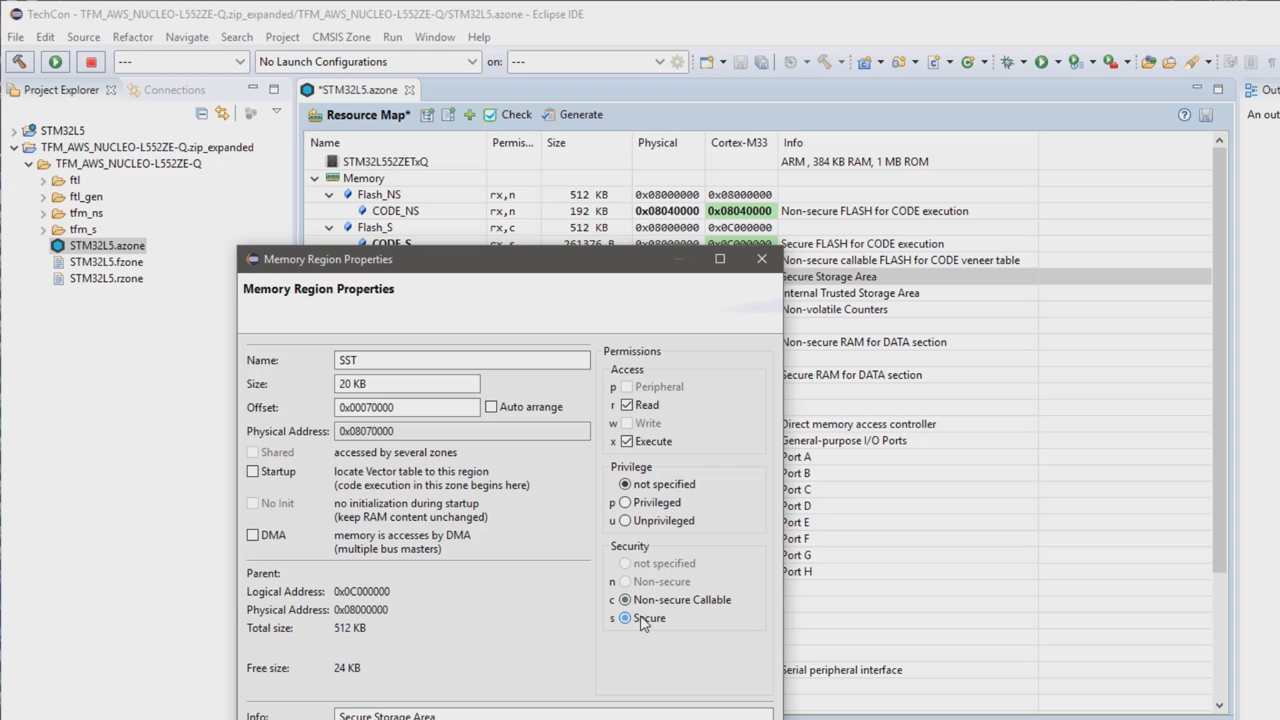 TechCon - TFM_AWS_NUCLEO-L552ZE-Q.zip_expanded/TFM_AWS_NUCLEO-L552ZE-Q/STM32L5.azone - Eclipse IDE
File Edit Source Refactor Navigate Search Project CMSIS Zone Run Window Help
--- No Launch Configurations on: ---
Project Explorer Connections *STM32L5.azone Out
Resource Map* Check Generate An out
STM32L5
TFM_AWS_NUCLEO-L552ZE-Q.zip_expanded
TFM_AWS_NUCLEO-L552ZE-Q
ftl
ftl_gen
tfm_ns
tfm_s
STM32L5.azone
STM32L5.fzone
STM32L5.rzone
Name Permis... Size Physical Cortex-M33 Info
STM32L552ZETxQ ARM , 384 KB RAM, 1 MB ROM
Memory
Flash_NS rx,n 512 KB 0x08000000 0x08000000
CODE_NS rx,n 192 KB 0x08040000 0x08040000 Non-secure FLASH for CODE execution
Flash_S rx,c 512 KB 0x08000000 0x0C000000
CODE_S rx,s 261376 B 0x08000000 0x0C000000 Secure FLASH for CODE execution
Non-secure callable FLASH for CODE veneer table
Secure Storage Area
Internal Trusted Storage Area
Non-volatile Counters
Non-secure RAM for DATA section
Secure RAM for DATA section
Direct memory access controller
General-purpose I/O Ports
Port A
Port B
Port C
Port D
Port E
Port F
Port G
Port H
Serial peripheral interface
Memory Region Properties
Memory Region Properties
Name: SST
Size: 20 KB
Offset: 0x00070000 Auto arrange
Physical Address: 0x08070000
Shared accessed by several zones
Startup locate Vector table to this region
(code execution in this zone begins here)
No Init no initialization during startup
(keep RAM content unchanged)
DMA memory is accesses by DMA
(multiple bus masters)
Parent:
Logical Address: 0x0C000000
Physical Address: 0x08000000
Total size: 512 KB
Free size: 24 KB
Info: Secure Storage Area
Permissions
Access
p Peripheral
r Read
w Write
x Execute
Privilege
not specified
p Privileged
u Unprivileged
Security
not specified
n Non-secure
c Non-secure Callable
s Secure